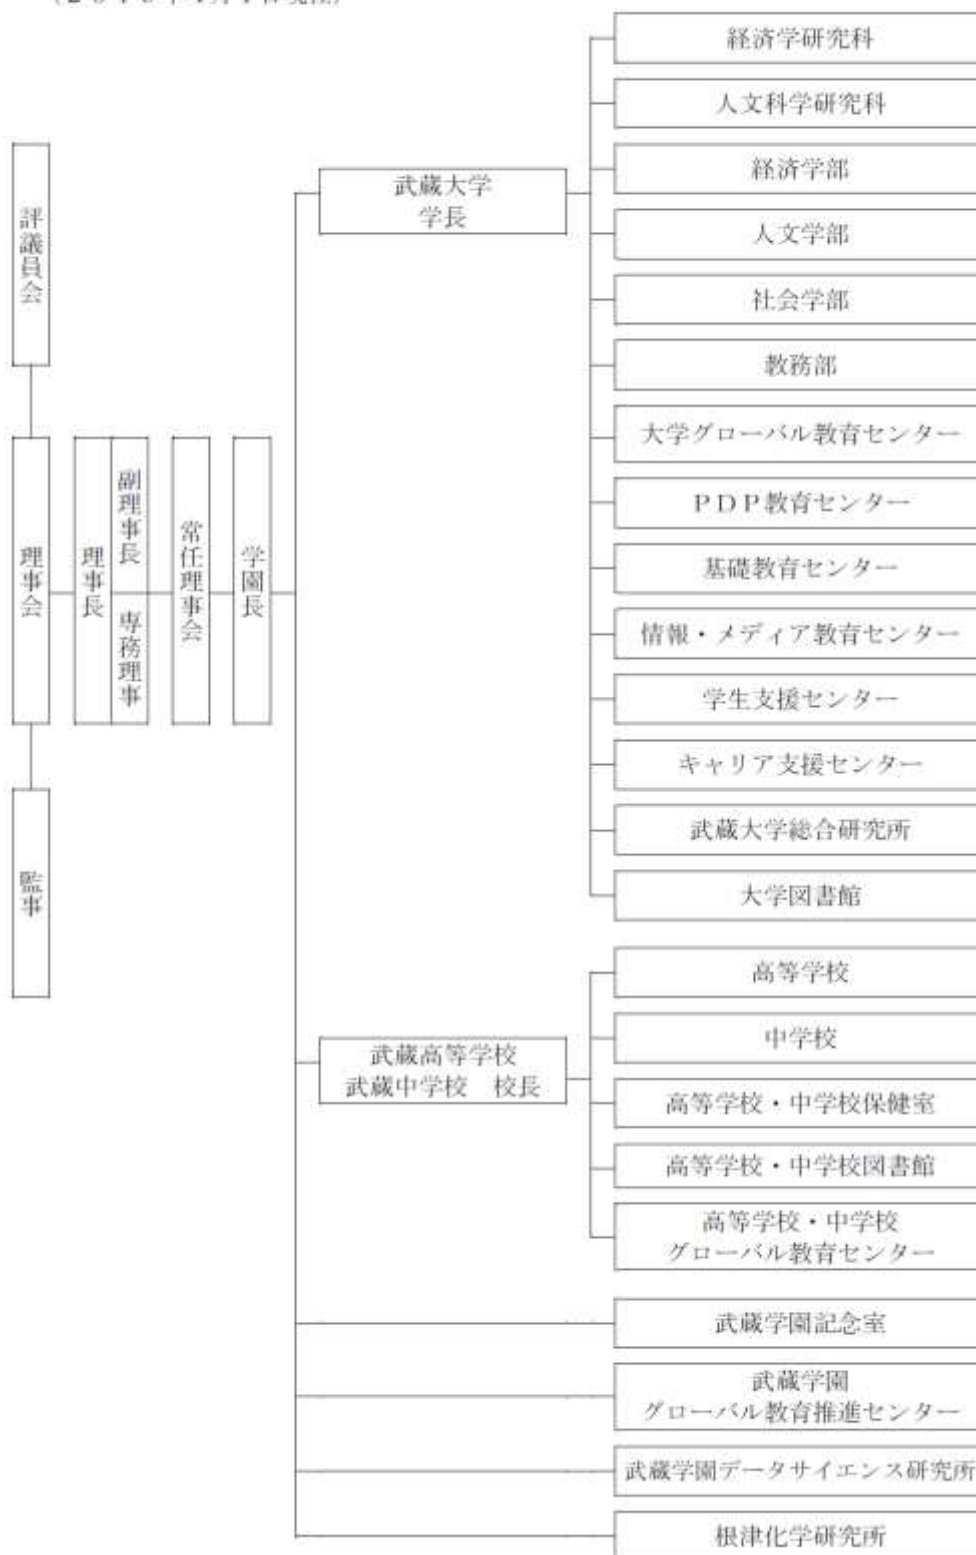 評議員会
理事会
理事長
副理事長
専務理事
常任理事会
学園長
監事
武蔵大学
学長
経済学研究科
人文科学研究科
経済学部
人文学部
社会学部
教務部
大学グローバル教育センター
ＰＤＰ教育センター
基礎教育センター
情報・メディア教育センター
学生支援センター
キャリア支援センター
武蔵大学総合研究所
大学図書館
武蔵高等学校
武蔵中学校　校長
高等学校
中学校
高等学校・中学校保健室
高等学校・中学校図書館
高等学校・中学校
グローバル教育センター
武蔵学園記念室
武蔵学園
グローバル教育推進センター
武蔵学園データサイエンス研究所
根津化学研究所